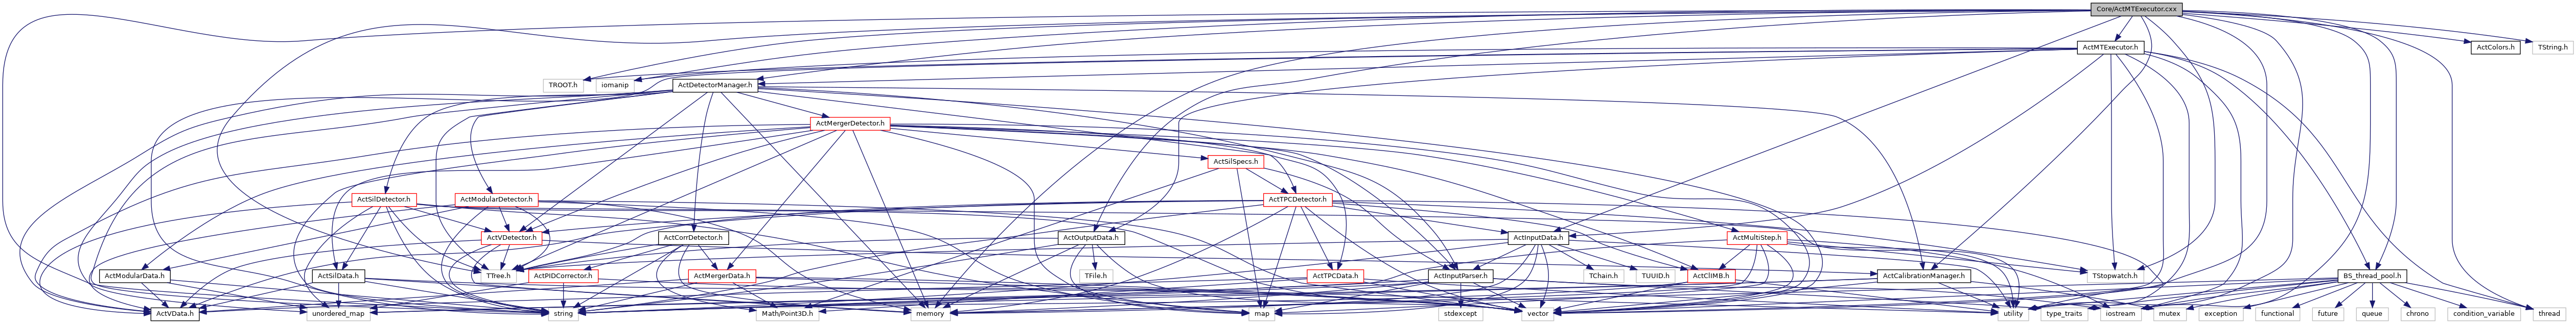 Core/ActMTExecutor.cxx
ActMTExecutor.h
ActColors.h
TString.h
TROOT.h
iomanip
ActDetectorManager.h
ActMergerDetector.h
ActSilSpecs.h
ActSilDetector.h
ActModularDetector.h
ActTPCDetector.h
ActVDetector.h
ActCorrDetector.h
ActOutputData.h
ActInputData.h
ActMultiStep.h
ActModularData.h
ActSilData.h
TTree.h
ActPIDCorrector.h
ActMergerData.h
TFile.h
ActTPCData.h
ActInputParser.h
TChain.h
TUUID.h
ActCIIMB.h
ActCalibrationManager.h
TStopwatch.h
BS_thread_pool.h
ActVData.h
unordered_map
string
Math/Point3D.h
memory
map
stdexcept
vector
utility
type_traits
iostream
mutex
exception
functional
future
queue
chrono
condition_variable
thread